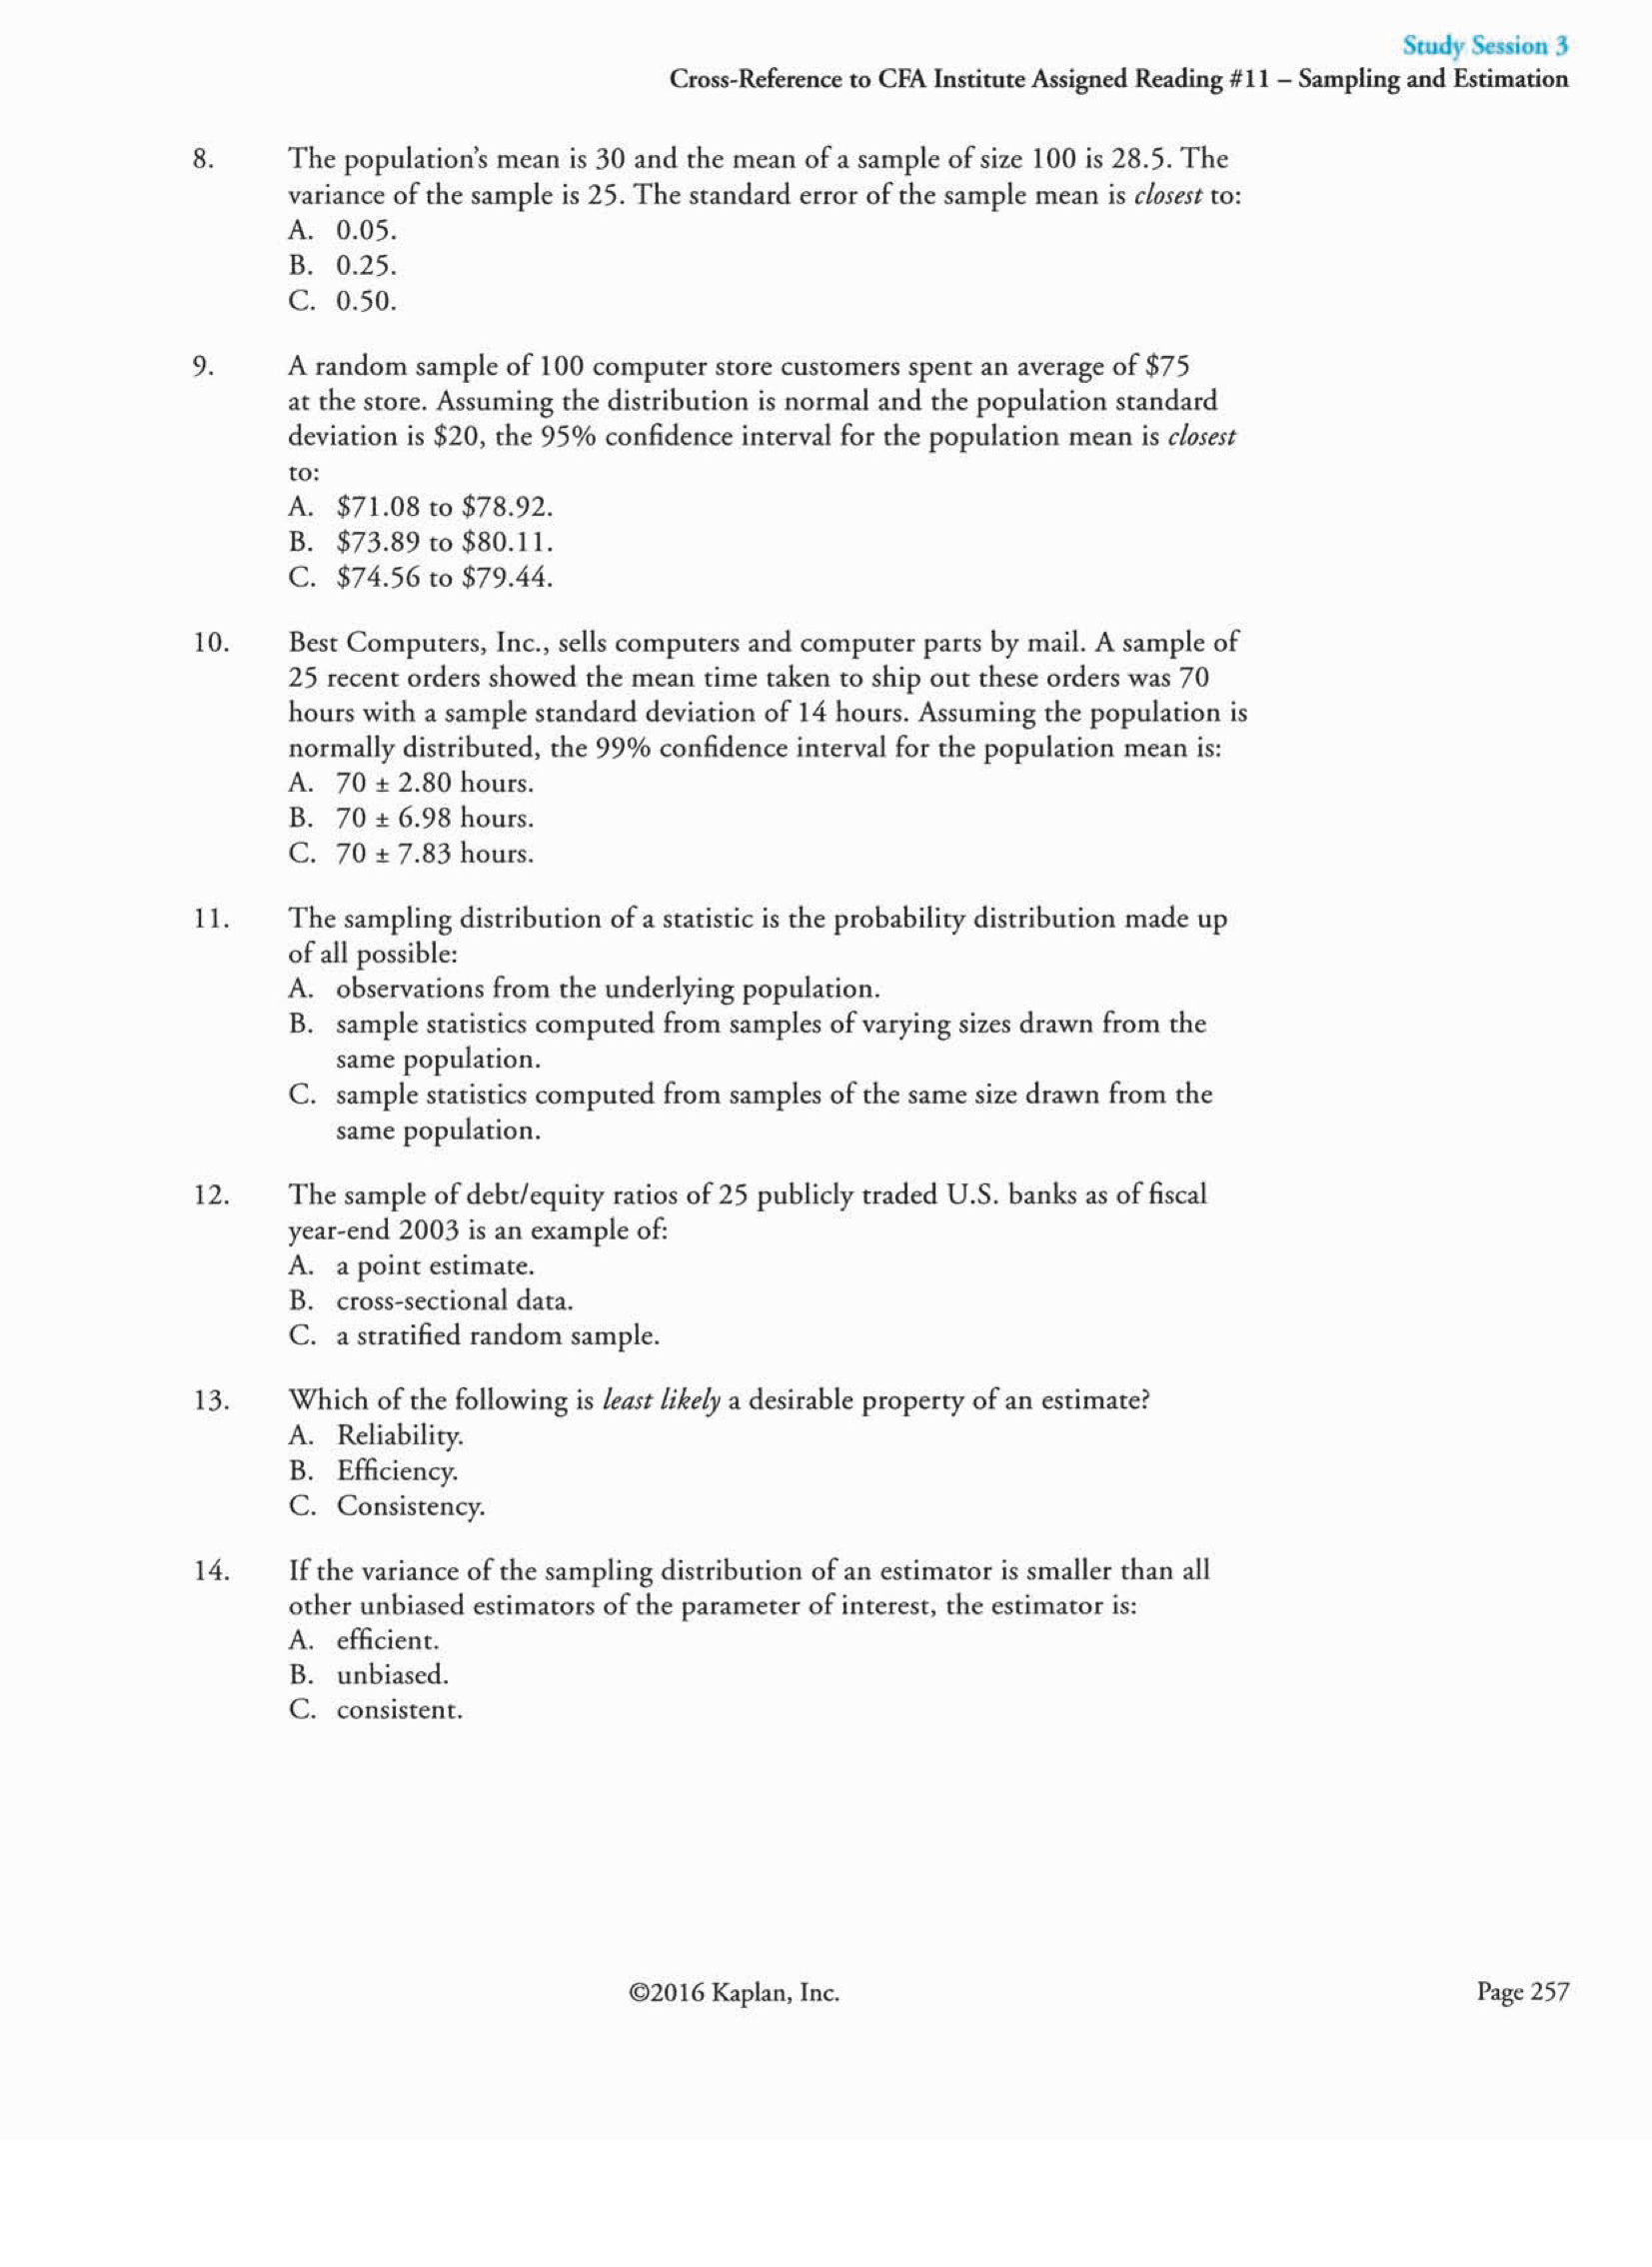 Study Session 3
Cross-Reference to CFA Institute Assigned Reading #11 – Sampling and Estimation
8. The population's mean is 30 and the mean of a sample of size 100 is 28.5. The
variance of the sample is 25. The standard error of the sample mean is closest to:
A. 0.05.
B. 0.25.
C. 0.50.
9. A random sample of 100 computer store customers spent an average of $75
at the store. Assuming the distribution is normal and the population standard
deviation is $20, the 95% confidence interval for the population mean is closest
to:
A. $71.08 to $78.92.
B. $73.89 to $80.11.
C. $74.56 to $79.44.
10. Best Computers, Inc., sells computers and computer parts by mail. A sample of
25 recent orders showed the mean time taken to ship out these orders was 70
hours with a sample standard deviation of 14 hours. Assuming the population is
normally distributed, the 99% confidence interval for the population mean is:
A. 70 ± 2.80 hours.
B. 70 ± 6.98 hours.
C. 70 ± 7.83 hours.
11. The sampling distribution of a statistic is the probability distribution made up
of all possible:
A. observations from the underlying population.
B. sample statistics computed from samples of varying sizes drawn from the
same population.
C. sample statistics computed from samples of the same size drawn from the
same population.
12. The sample of debt/equity ratios of 25 publicly traded U.S. banks as of fiscal
year-end 2003 is an example of:
A. a point estimate.
B. cross-sectional data.
C. a stratified random sample.
13. Which of the following is least likely a desirable property of an estimate?
A. Reliability.
B. Efficiency.
C. Consistency.
14. If the variance of the sampling distribution of an estimator is smaller than all
other unbiased estimators of the parameter of interest, the estimator is:
A. efficient.
B. unbiased.
C. consistent.
©2016 Kaplan, Inc.
Page 257